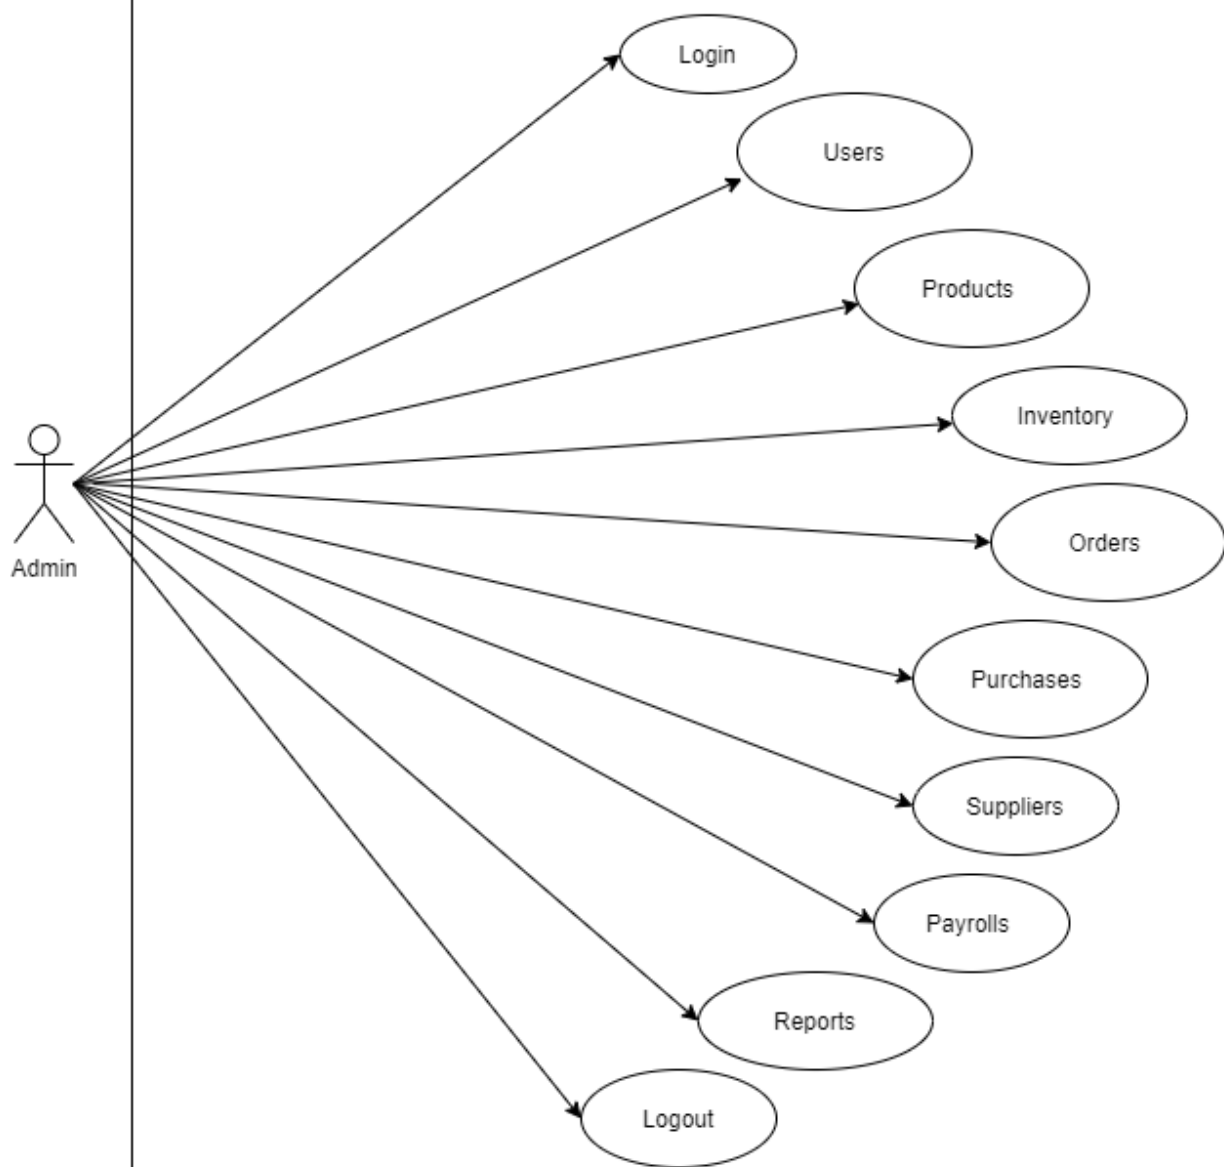 Login
Users
Products
Inventory
Orders
Admin
Purchases
Suppliers
Payrolls
Reports
Logout